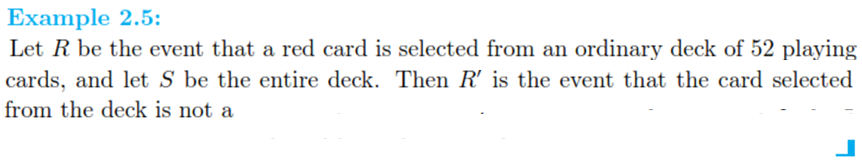 Example 2.5:
Let R be the event that a red card is selected from an ordinary deck of 52 playing
cards, and let S be the entire deck. Then R′ is the event that the card selected
from the deck is not a